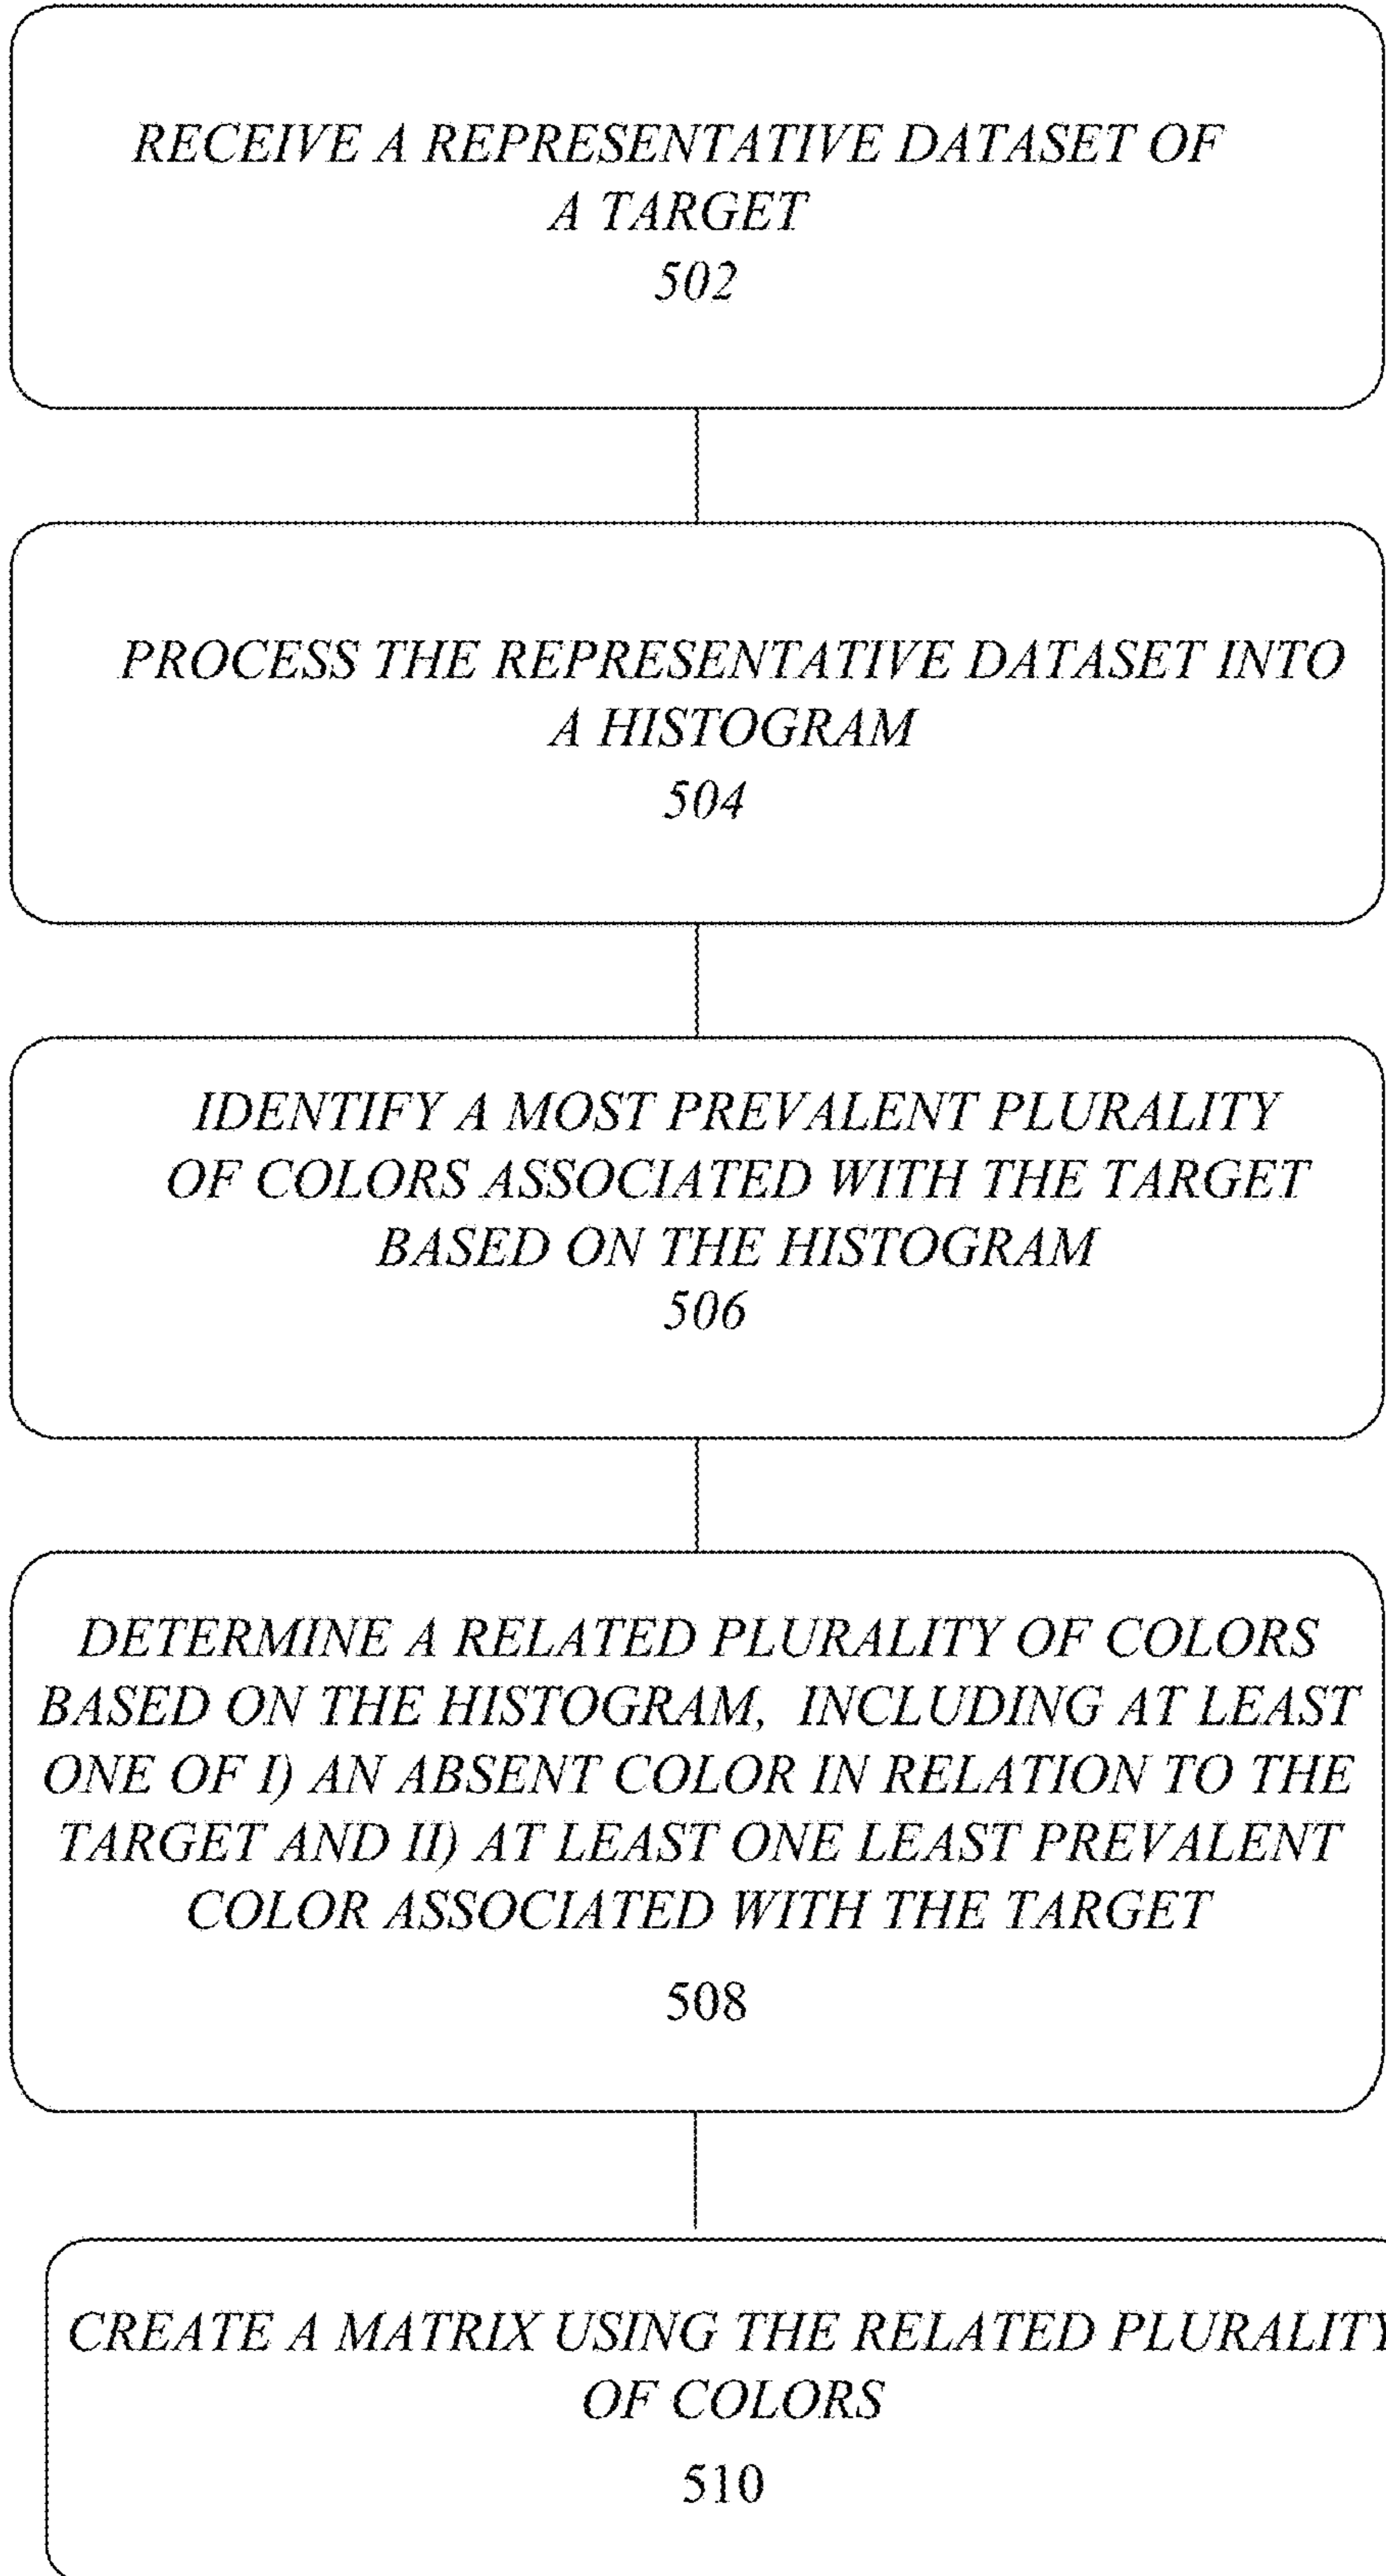 RECEIVE A REPRESENTATIVE DATASET OF
A TARGET
502
PROCESS THE REPRESENTATIVE DATASET INTO
A HISTOGRAM
504
IDENTIFY A MOST PREVALENT PLURALITY
OF COLORS ASSOCIATED WITH THE TARGET
BASED ON THE HISTOGRAM
506
DETERMINE A RELATED PLURALITY OF COLORS
BASED ON THE HISTOGRAM, INCLUDING AT LEAST
ONE OF I) AN ABSENT COLOR IN RELATION TO THE
TARGET AND II) AT LEAST ONE LEAST PREVALENT
COLOR ASSOCIATED WITH THE TARGET
508
CREATE A MATRIX USING THE RELATED PLURALITY
OF COLORS
510